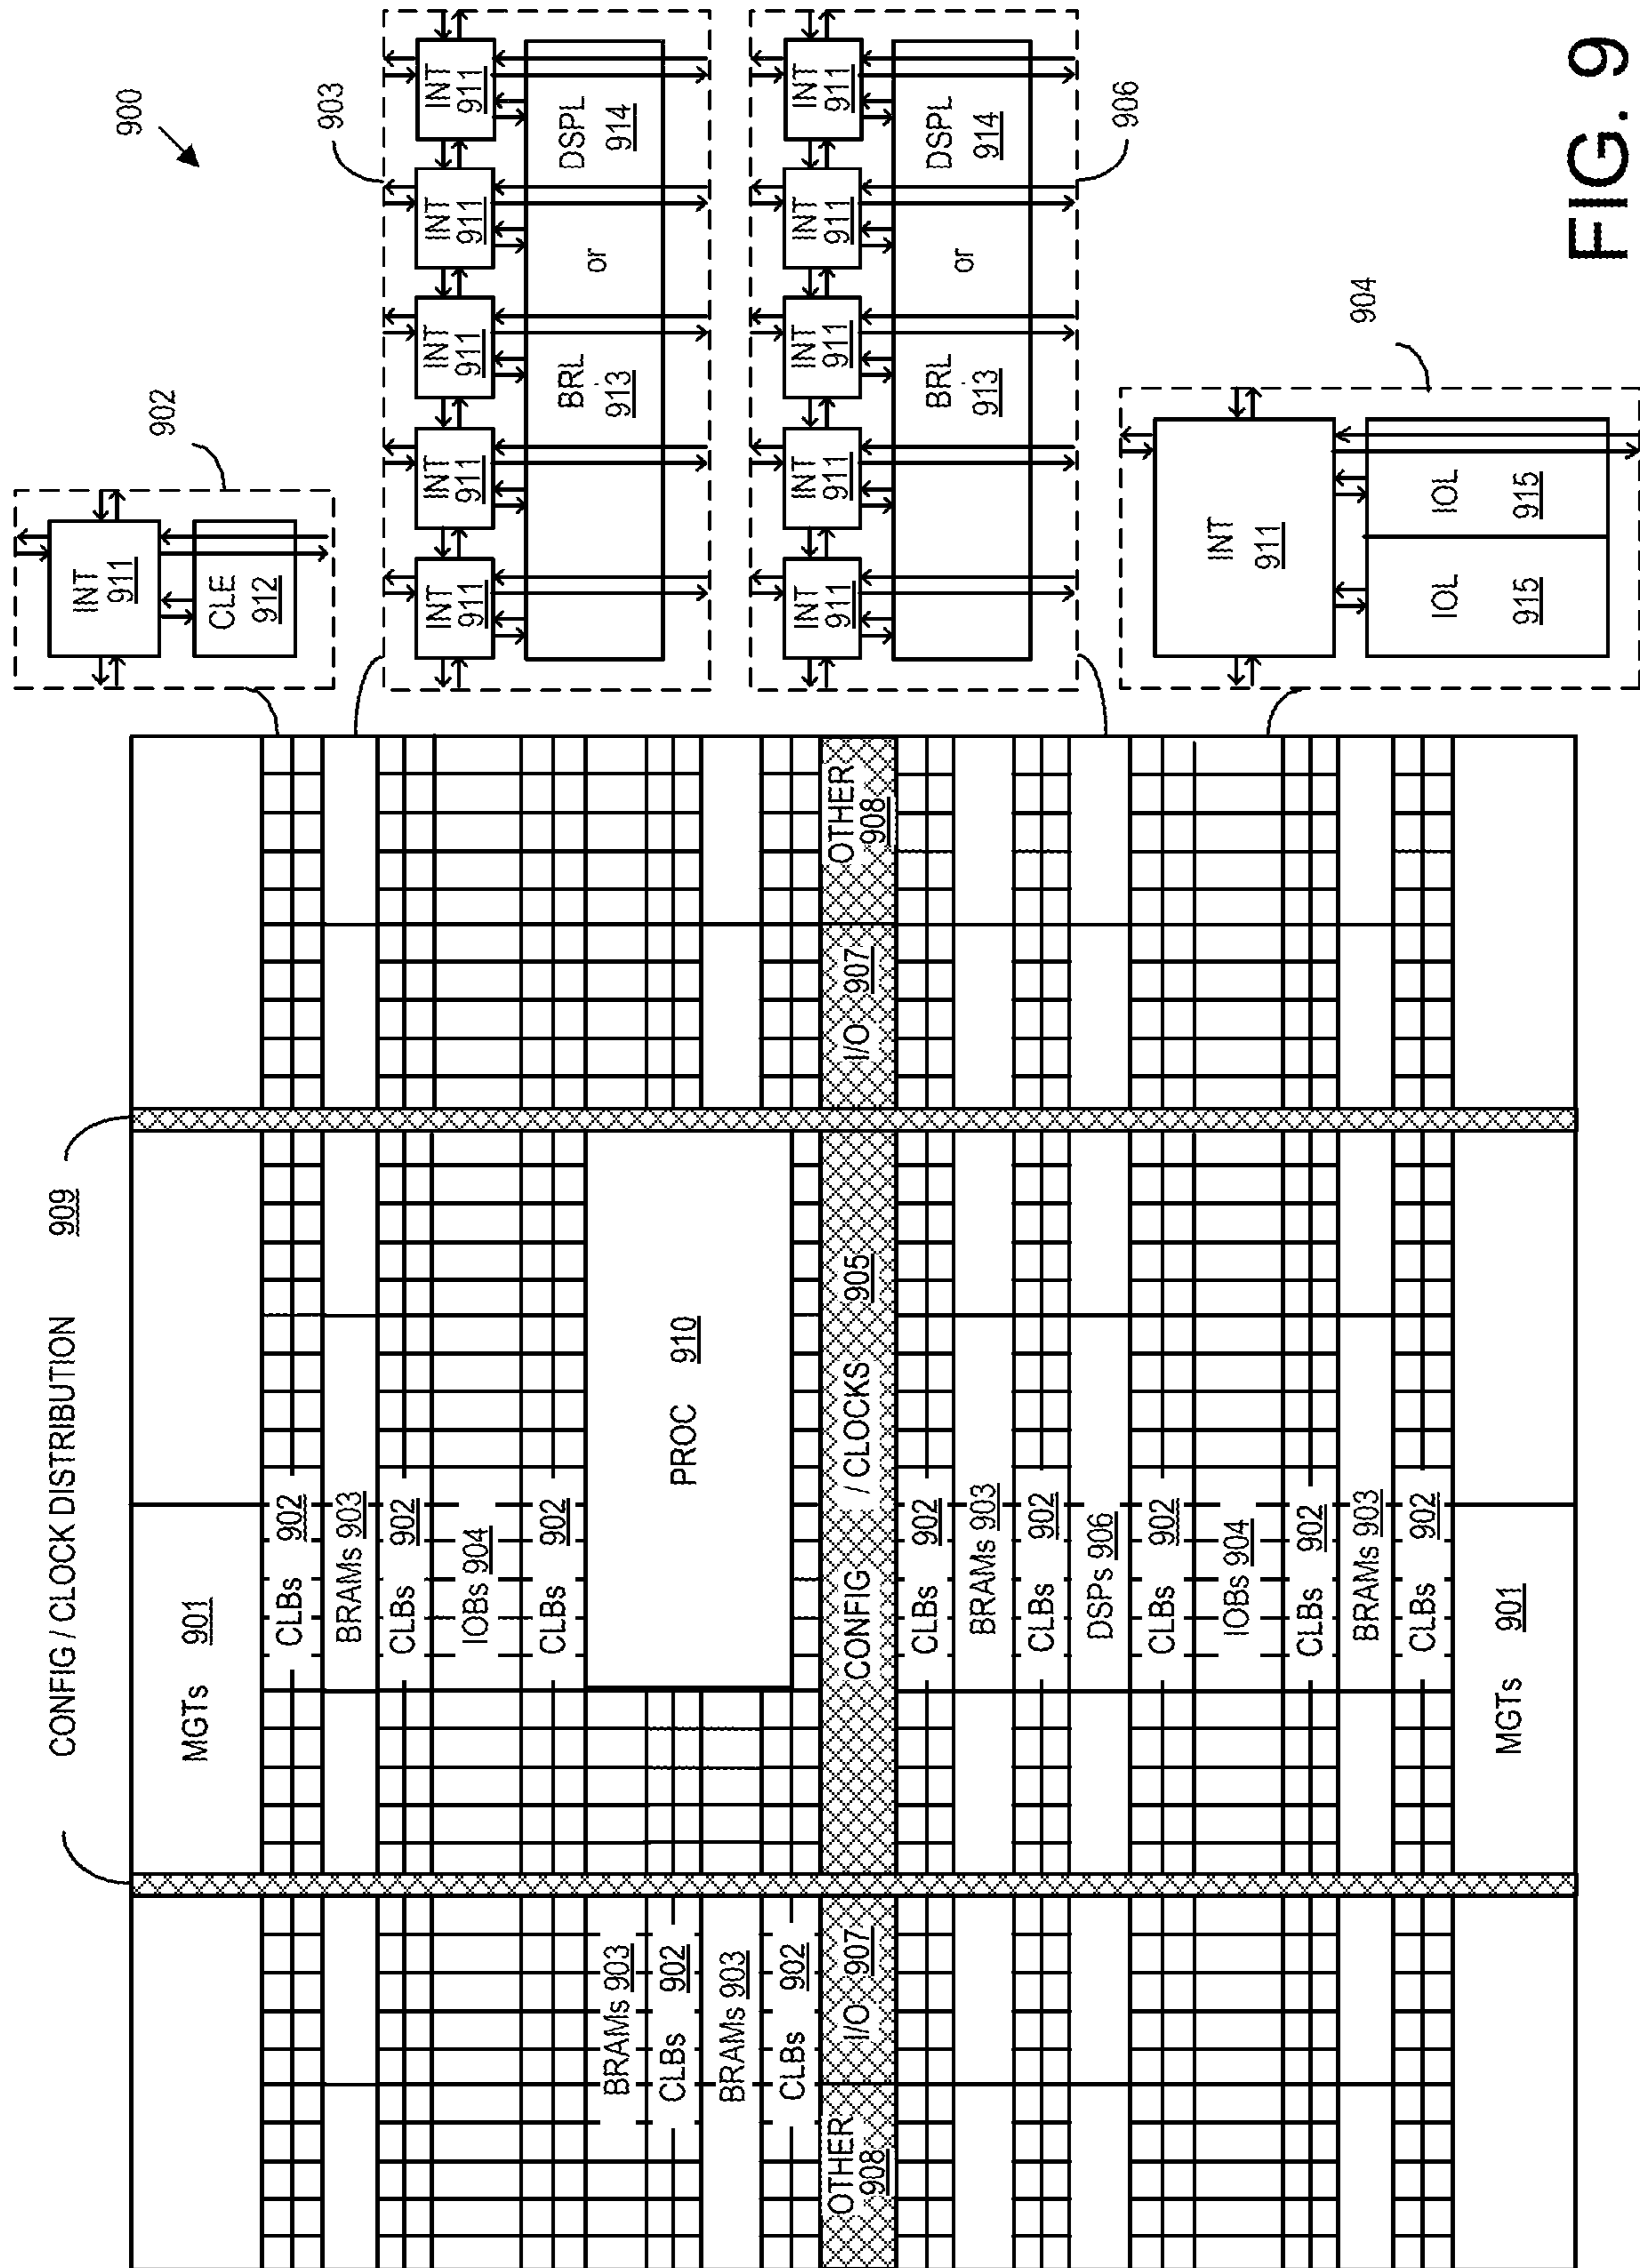 CONFIG / CLOCK DISTRIBUTION 909
900
MGTs 901
CLBs 902
BRAMs 903
CLBs 902
IOBs 904
CLBs 902
BRAMs 903
CLBs 902
BRAMs 903
CLBs 902
PROC 910
OTHER
908
I/O 907
CONFIG / CLOCKS 905
I/O 907
OTHER
908
CLBs 902
BRAMs 903
CLBs 902
DSPs 906
CLBs 902
IOBs 904
CLBs 902
BRAMs 903
CLBs 902
MGTs 901
902
INT
911
CLE
912
903
INT
911
INT
911
INT
911
INT
911
INT
911
BRL
913
or
DSPL
914
INT
911
INT
911
INT
911
INT
911
INT
911
BRL
913
or
DSPL
914
906
904
INT
911
IOL
915
IOL
915
FIG. 9